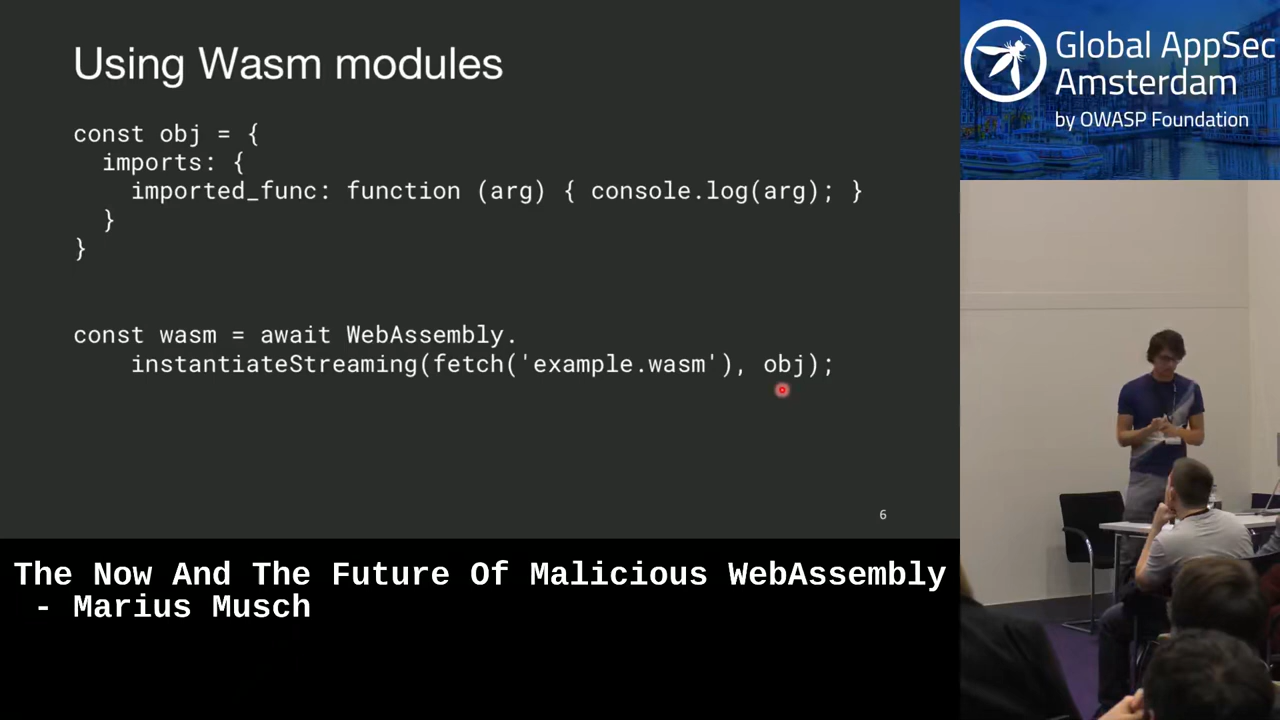 Using Wasm modules
const obj = {
  imports: {
    imported_func: function (arg) { console.log(arg); }
  }
}
const wasm = await WebAssembly.
    instantiateStreaming(fetch('example.wasm'), obj);
6
The Now And The Future Of Malicious WebAssembly
- Marius Musch
Global AppSec
Amsterdam
by OWASP Foundation